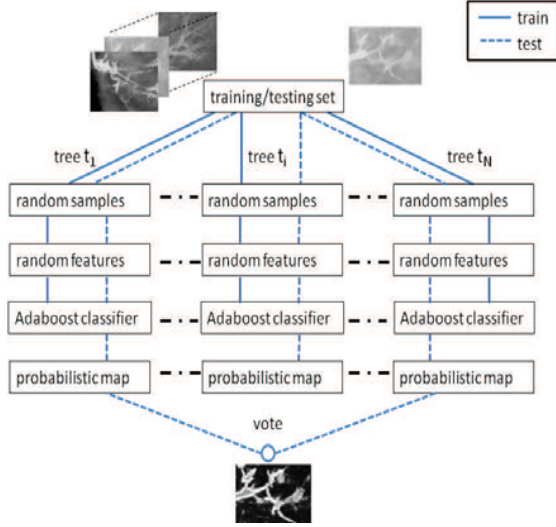 train
test
training/testing set
tree t1 tree ti tree tN
random samples random samples random samples
random features random features random features
Adaboost classifier Adaboost classifier Adaboost classifier
probabilistic map probabilistic map probabilistic map
vote